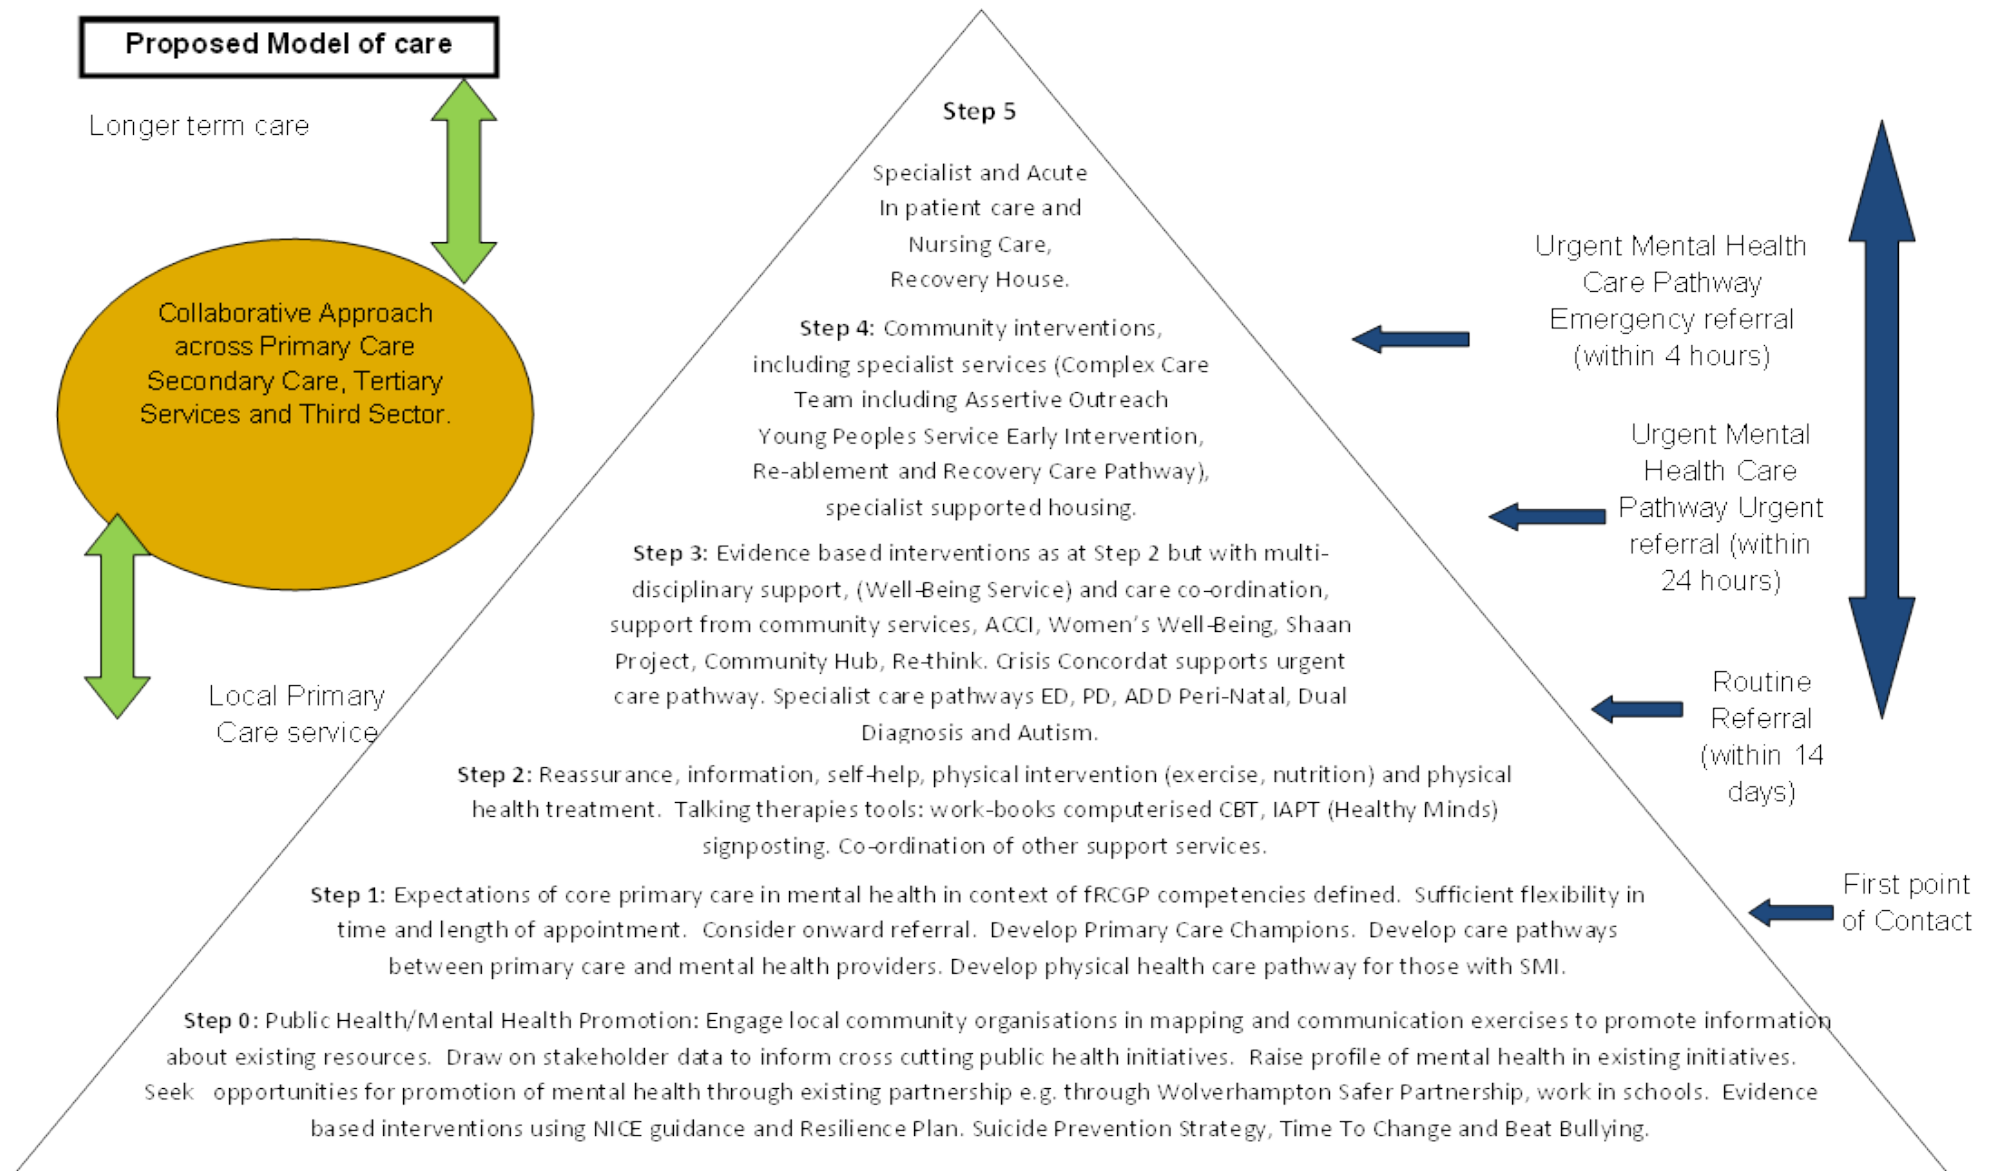 Proposed Model of care
Longer term care
Collaborative Approach
across Primary Care
Secondary Care, Tertiary
Services and Third Sector.
Local Primary
Care service
Step 5
Specialist and Acute
In patient care and
Nursing Care,
Recovery House.
Step 4: Community interventions,
including specialist services (Complex Care
Team including Assertive Outreach
Young Peoples Service Early Intervention,
Re-ablement and Recovery Care Pathway),
specialist supported housing.
Step 3: Evidence based interventions as at Step 2 but with multi-
disciplinary support, (Well-Being Service) and care co-ordination,
support from community services, ACCI, Women's Well-Being, Shaan
Project, Community Hub, Re-think. Crisis Concordat supports urgent
care pathway. Specialist care pathways ED, PD, ADD Peri-Natal, Dual
Diagnosis and Autism.
Step 2: Reassurance, information, self-help, physical intervention (exercise, nutrition) and physical
health treatment.  Talking therapies tools: work-books computerised CBT, IAPT (Healthy Minds)
signposting. Co-ordination of other support services.
Step 1: Expectations of core primary care in mental health in context of fRCGP competencies defined.  Sufficient flexibility in
time and length of appointment.  Consider onward referral.  Develop Primary Care Champions.  Develop care pathways
between primary care and mental health providers. Develop physical health care pathway for those with SMI.
Step 0: Public Health/Mental Health Promotion: Engage local community organisations in mapping and communication exercises to promote information
about existing resources.  Draw on stakeholder data to inform cross cutting public health initiatives.  Raise profile of mental health in existing initiatives.
Seek  opportunities for promotion of mental health through existing partnership e.g. through Wolverhampton Safer Partnership, work in schools.  Evidence
based interventions using NICE guidance and Resilience Plan. Suicide Prevention Strategy, Time To Change and Beat Bullying.
Urgent Mental Health
Care Pathway
Emergency referral
(within 4 hours)
Urgent Mental
Health Care
Pathway Urgent
referral (within
24 hours)
Routine
Referral
(within 14
days)
First point
of Contact